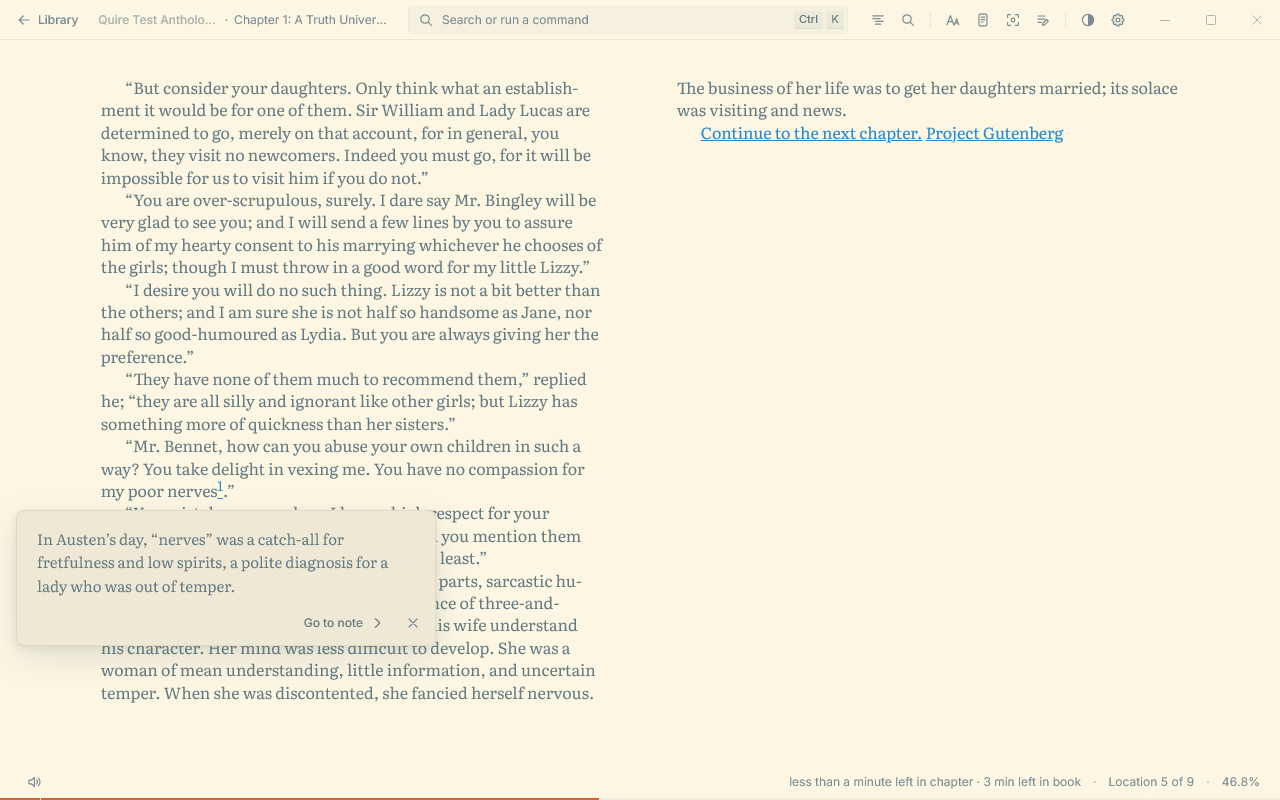 Library
Quire Test Antholo... · Chapter 1: A Truth Univer...
Search or run a command
Ctrl K
“But consider your daughters. Only think what an establish-
ment it would be for one of them. Sir William and Lady Lucas are
determined to go, merely on that account, for in general, you
know, they visit no newcomers. Indeed you must go, for it will be
impossible for us to visit him if you do not.”
“You are over-scrupulous, surely. I dare say Mr. Bingley will be
very glad to see you; and I will send a few lines by you to assure
him of my hearty consent to his marrying whichever he chooses of
the girls; though I must throw in a good word for my little Lizzy.”
“I desire you will do no such thing. Lizzy is not a bit better than
the others; and I am sure she is not half so handsome as Jane, nor
half so good-humoured as Lydia. But you are always giving her the
preference.”
“They have none of them much to recommend them,” replied
he; “they are all silly and ignorant like other girls; but Lizzy has
something more of quickness than her sisters.”
“Mr. Bennet, how can you abuse your own children in such a
way? You take delight in vexing me. You have no compassion for
my poor nerves1.”
respect for your
you mention them
least.”
parts, sarcastic hu-
of three-and-
wife understand
his character. Her mind was less difficult to develop. She was a
woman of mean understanding, little information, and uncertain
temper. When she was discontented, she fancied herself nervous.
In Austen’s day, “nerves” was a catch-all for
fretfulness and low spirits, a polite diagnosis for a
lady who was out of temper.
Go to note
The business of her life was to get her daughters married; its solace
was visiting and news.
Continue to the next chapter. Project Gutenberg
less than a minute left in chapter · 3 min left in book · Location 5 of 9 · 46.8%